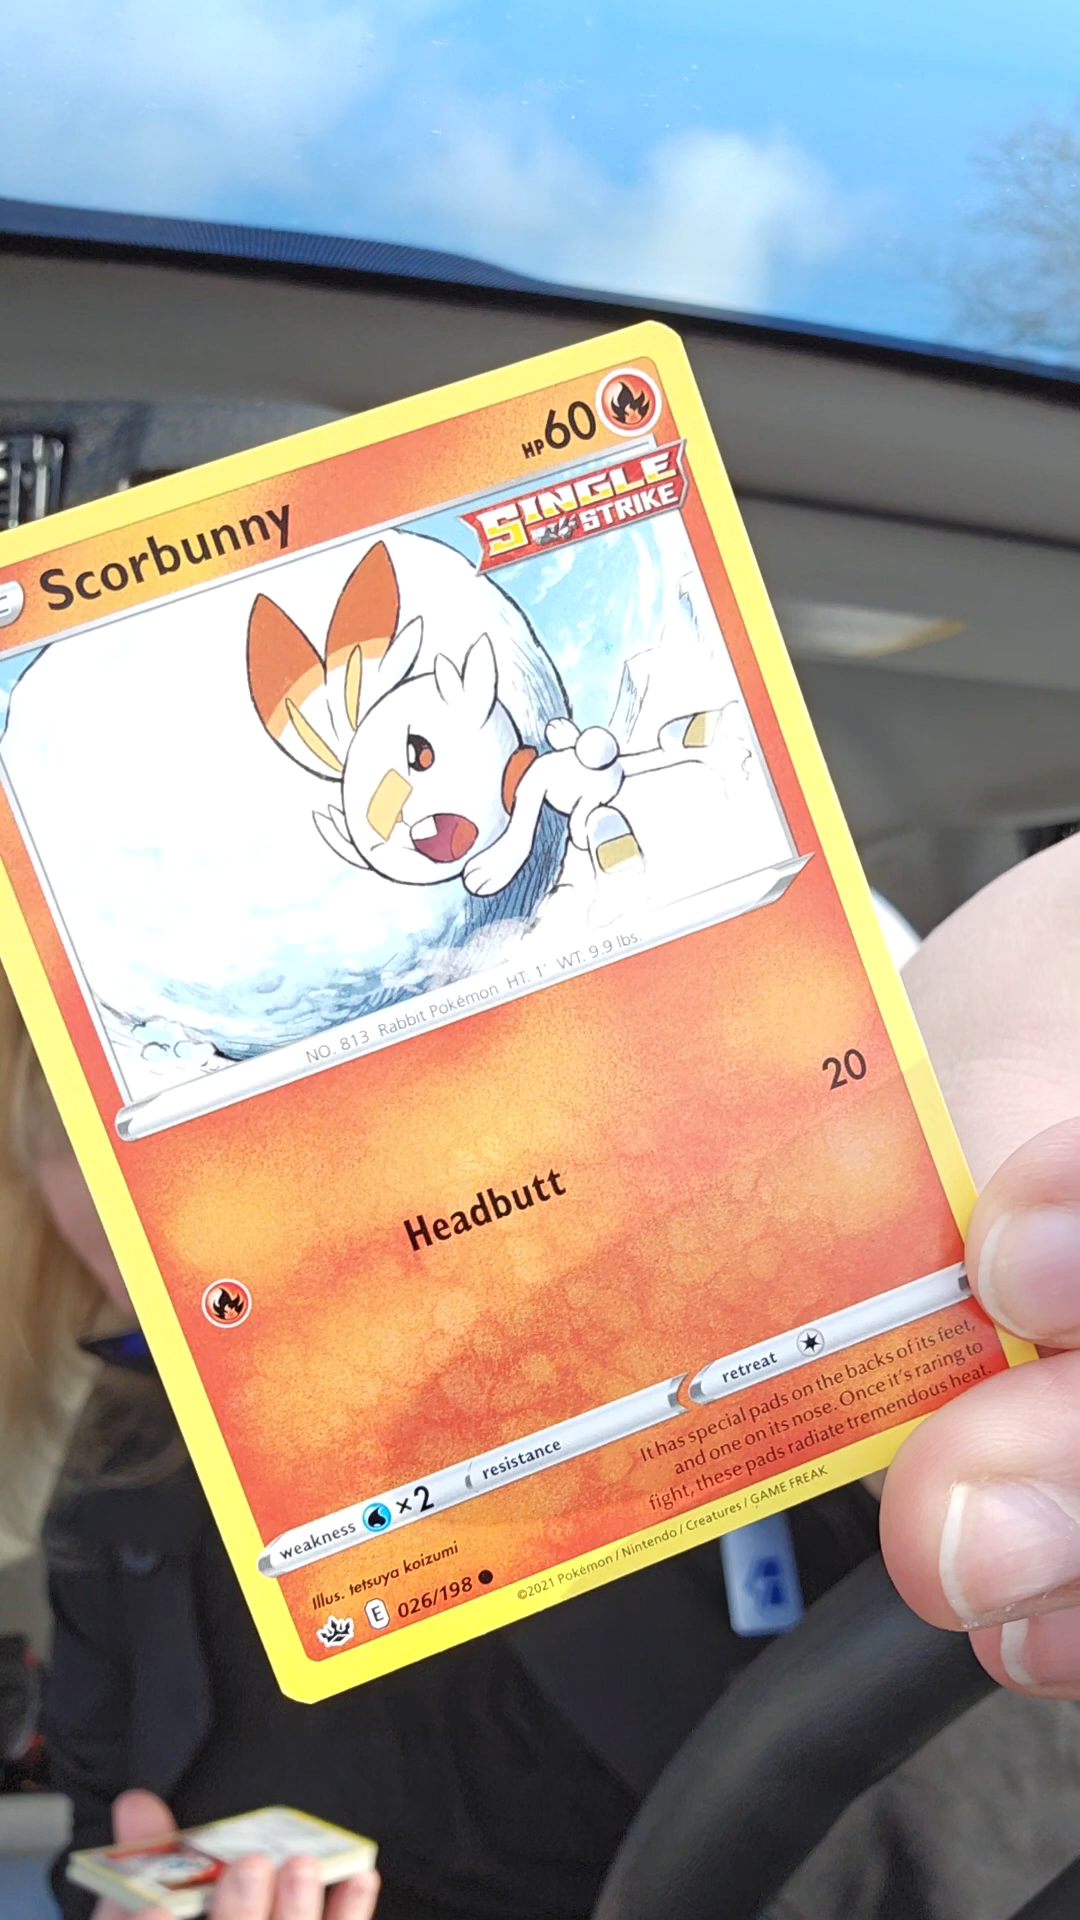 Scorbunny
HP 60
SINGLE
STRIKE
NO. 813 Rabbit Pokémon HT: 1' WT: 9.9 lbs.
Headbutt
20
weakness ×2
resistance
retreat
It has special pads on the backs of its feet,
and one on its nose. Once it's raring to
fight, these pads radiate tremendous heat.
Illus. tetsuya koizumi
E 026/198
©2021 Pokémon / Nintendo / Creatures / GAME FREAK